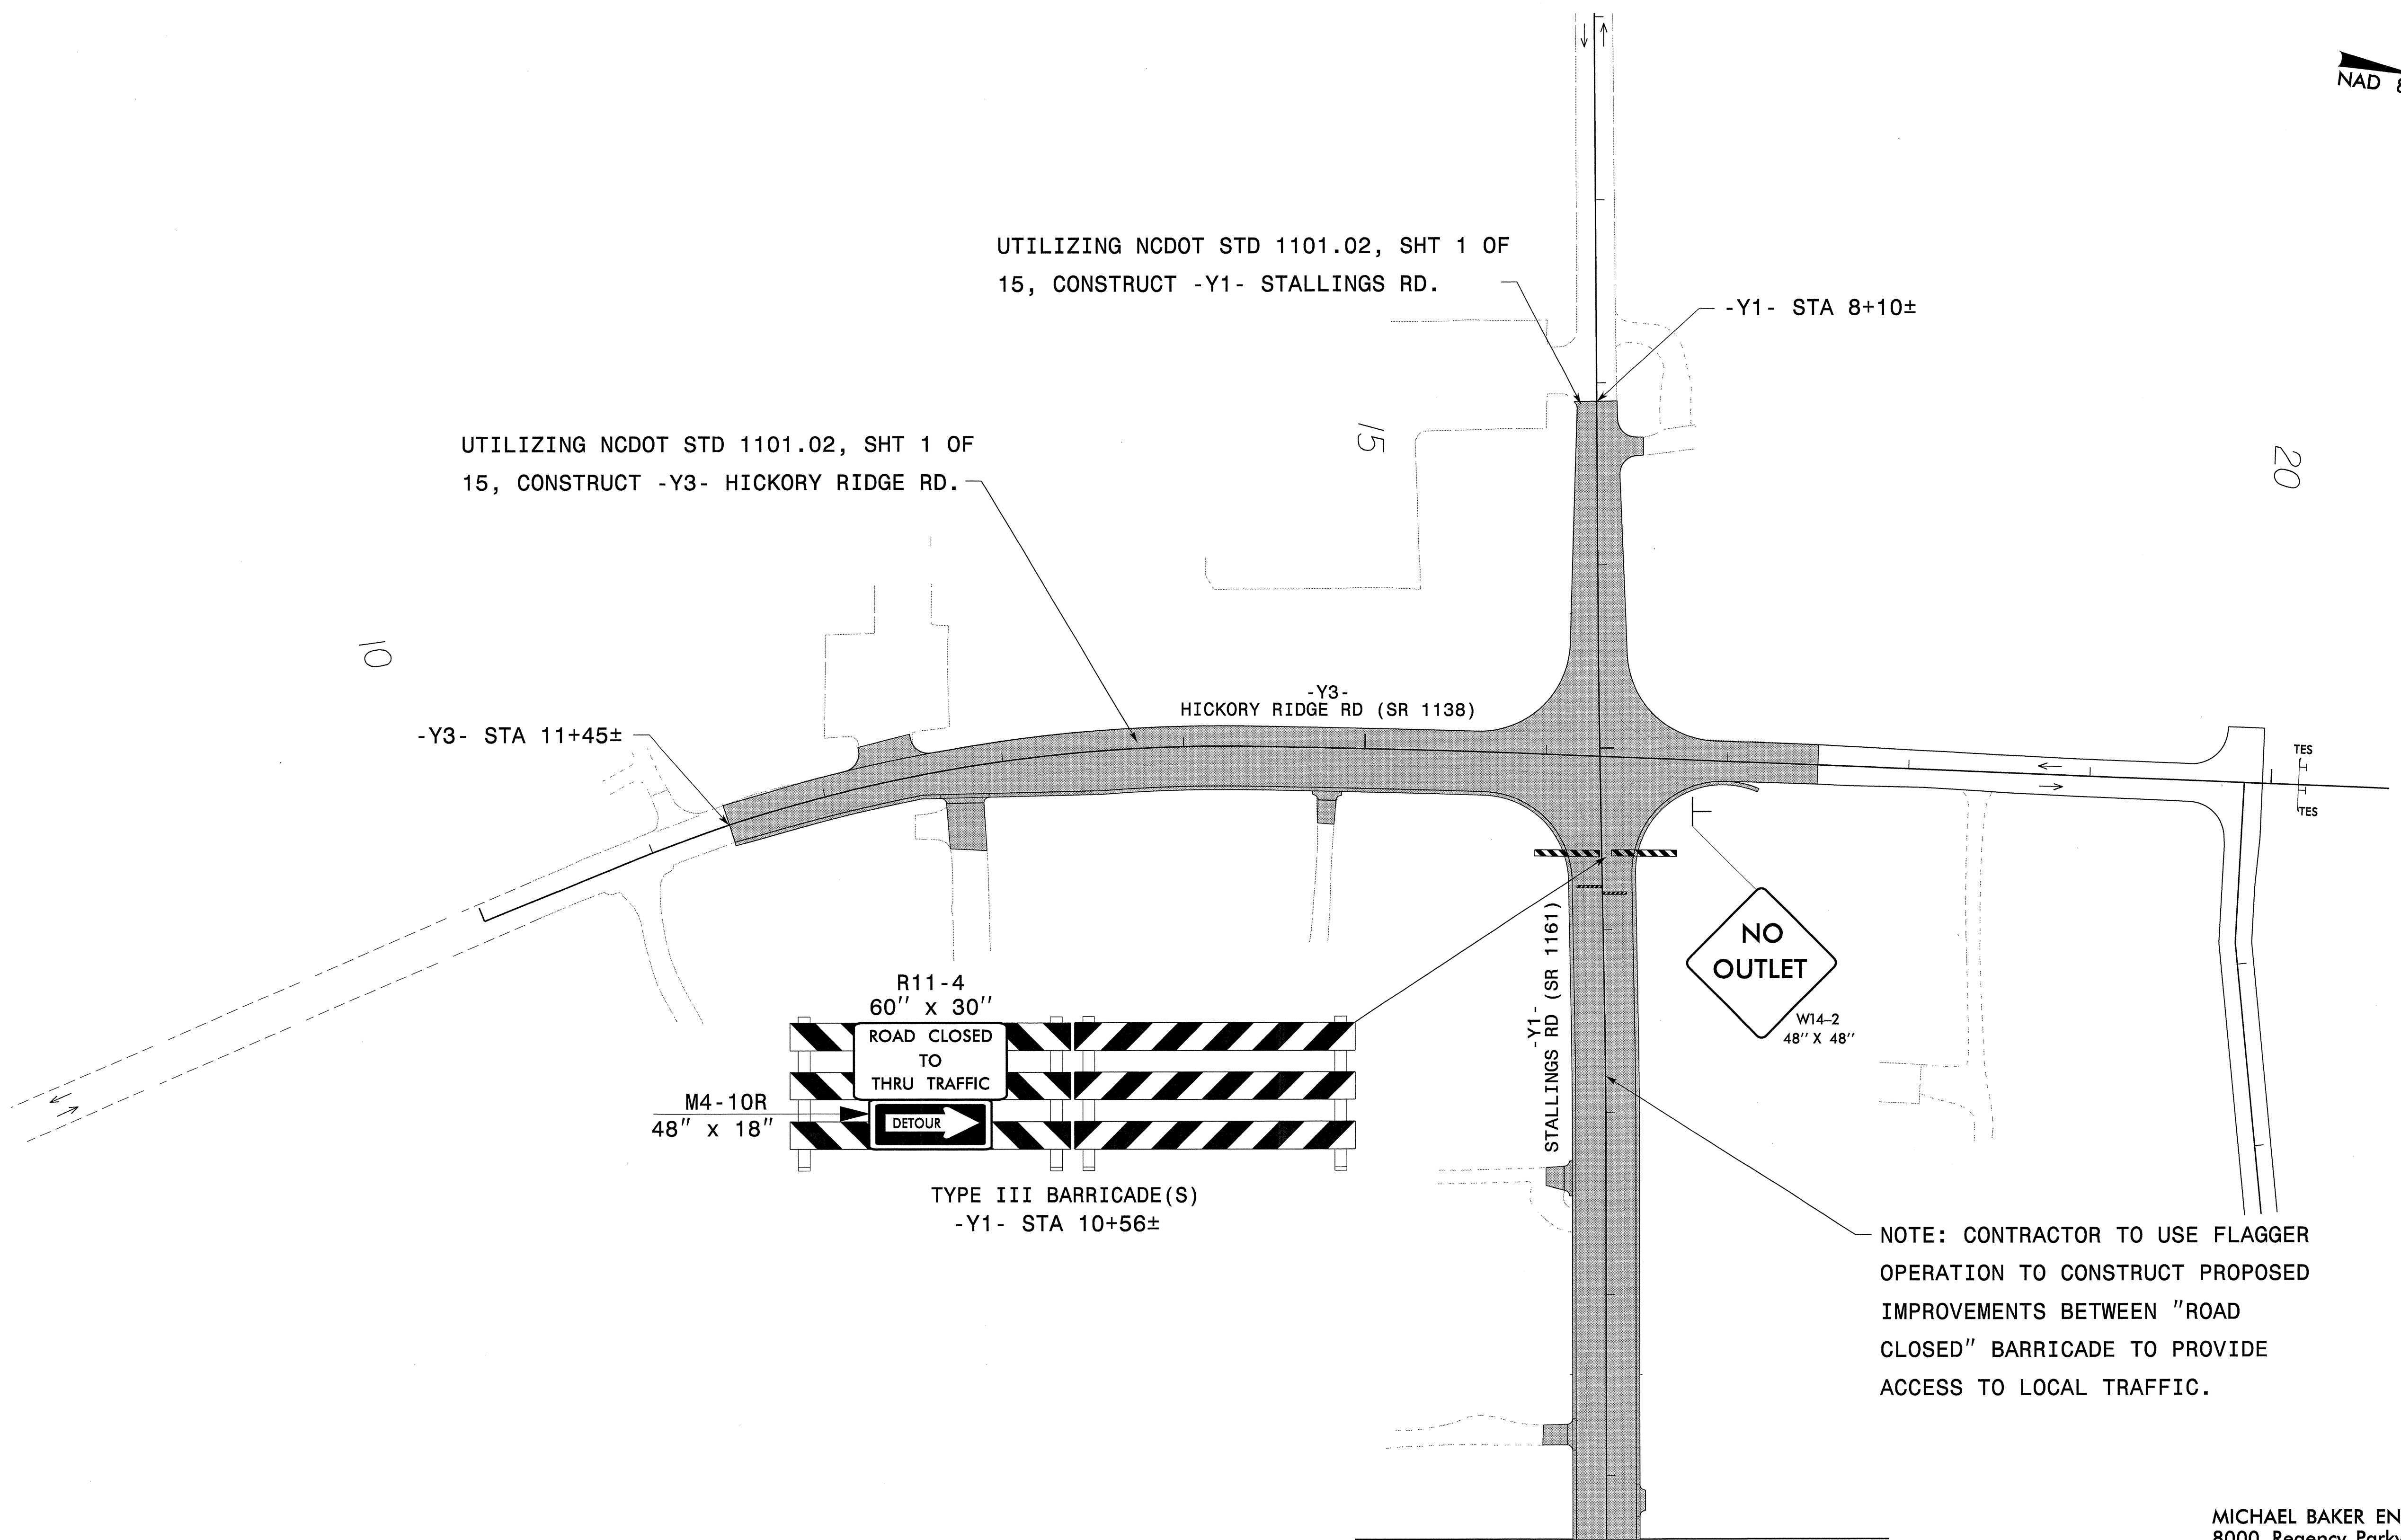 NAD
UTILIZING NCDOT STD 1101.02, SHT 1 OF
15, CONSTRUCT -Y1- STALLINGS RD.
-Y1- STA 8+10±
UTILIZING NCDOT STD 1101.02, SHT 1 OF
15, CONSTRUCT -Y3- HICKORY RIDGE RD.
15
20
10
-Y3-
HICKORY RIDGE RD (SR 1138)
-Y3- STA 11+45±
TES
TES
-Y1-
STALLINGS RD (SR 1161)
NO
OUTLET
W14-2
48" X 48"
R11-4
60" x 30"
ROAD CLOSED
TO
THRU TRAFFIC
M4-10R
48" x 18"
DETOUR
TYPE III BARRICADE(S)
-Y1- STA 10+56±
NOTE: CONTRACTOR TO USE FLAGGER
OPERATION TO CONSTRUCT PROPOSED
IMPROVEMENTS BETWEEN "ROAD
CLOSED" BARRICADE TO PROVIDE
ACCESS TO LOCAL TRAFFIC.
MICHAEL BAKER EN
8000 Regency Park